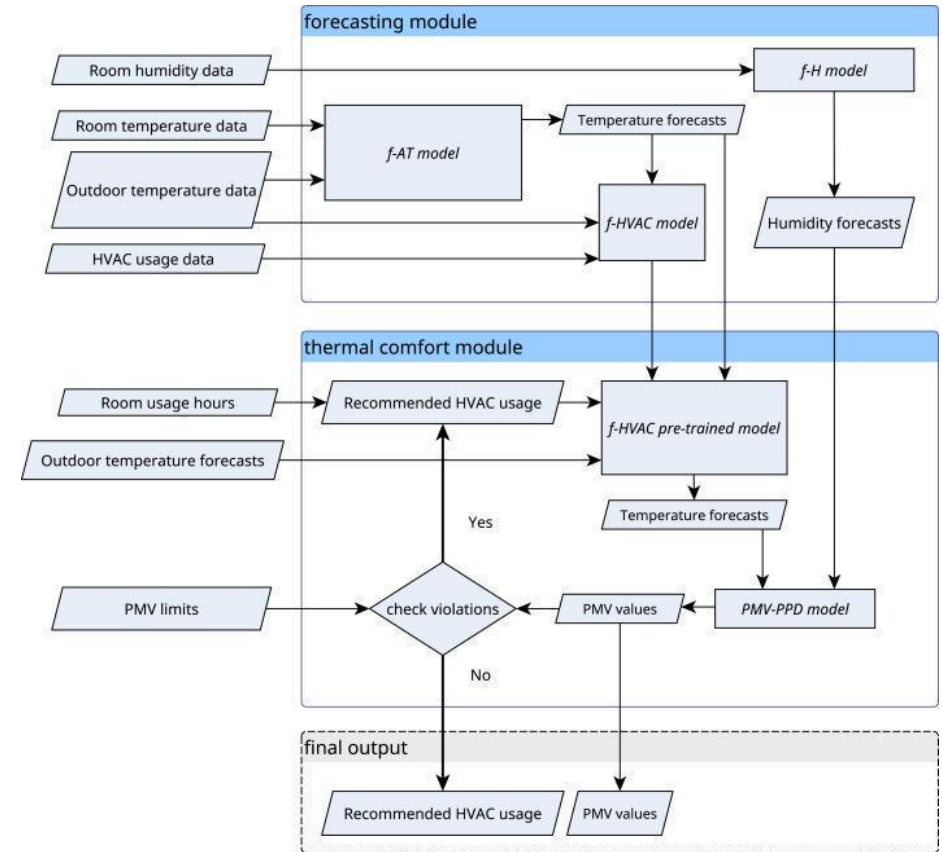 forecasting module
Room humidity data
f-H model
Room temperature data
Temperature forecasts
f-AT model
Outdoor temperature data
f-HVAC model
Humidity forecasts
HVAC usage data
thermal comfort module
Room usage hours
Recommended HVAC usage
f-HVAC pre-trained model
Outdoor temperature forecasts
Temperature forecasts
Yes
PMV limits
check violations
PMV values
PMV-PPD model
No
final output
Recommended HVAC usage
PMV values